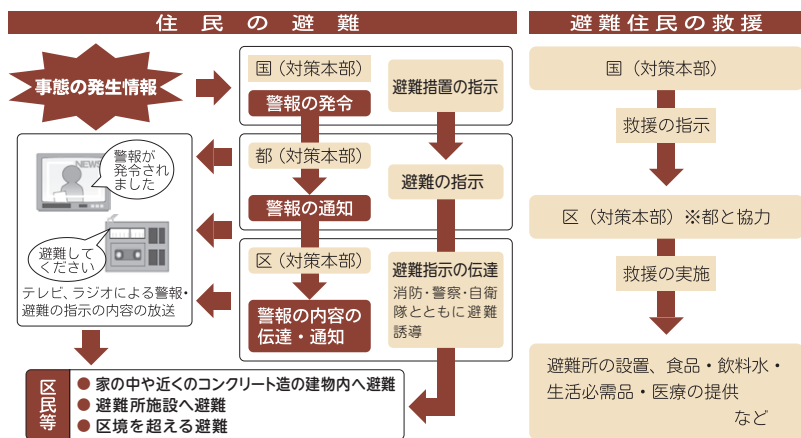 住民の避難
事態の発生情報
国（対策本部）
警報の発令
避難措置の指示
都（対策本部）
警報の通知
避難の指示
区（対策本部）
警報の内容の
伝達・通知
避難指示の伝達
消防・警察・自衛
隊とともに避難
誘導
NEWS
警報が
発令され
ました
避難して
ください
テレビ、ラジオによる警報・
避難の指示の内容の放送
区民等
● 家の中や近くのコンクリート造の建物内へ避難
● 避難所施設へ避難
● 区境を超える避難
避難住民の救援
国（対策本部）
救援の指示
区（対策本部）※都と協力
救援の実施
避難所の設置、食品・飲料水・
生活必需品・医療の提供
など